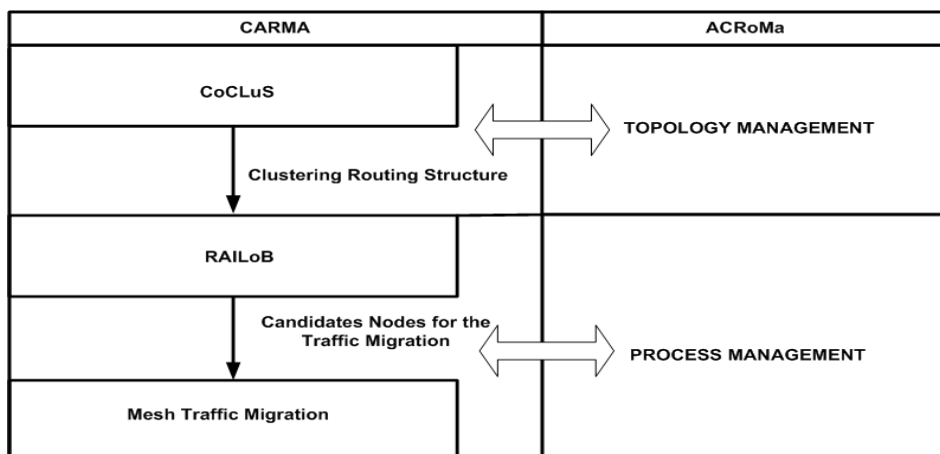 CARMA
ACRoMa
CoCLuS
TOPOLOGY MANAGEMENT
Clustering Routing Structure
RAILoB
Candidates Nodes for the
Traffic Migration
PROCESS MANAGEMENT
Mesh Traffic Migration